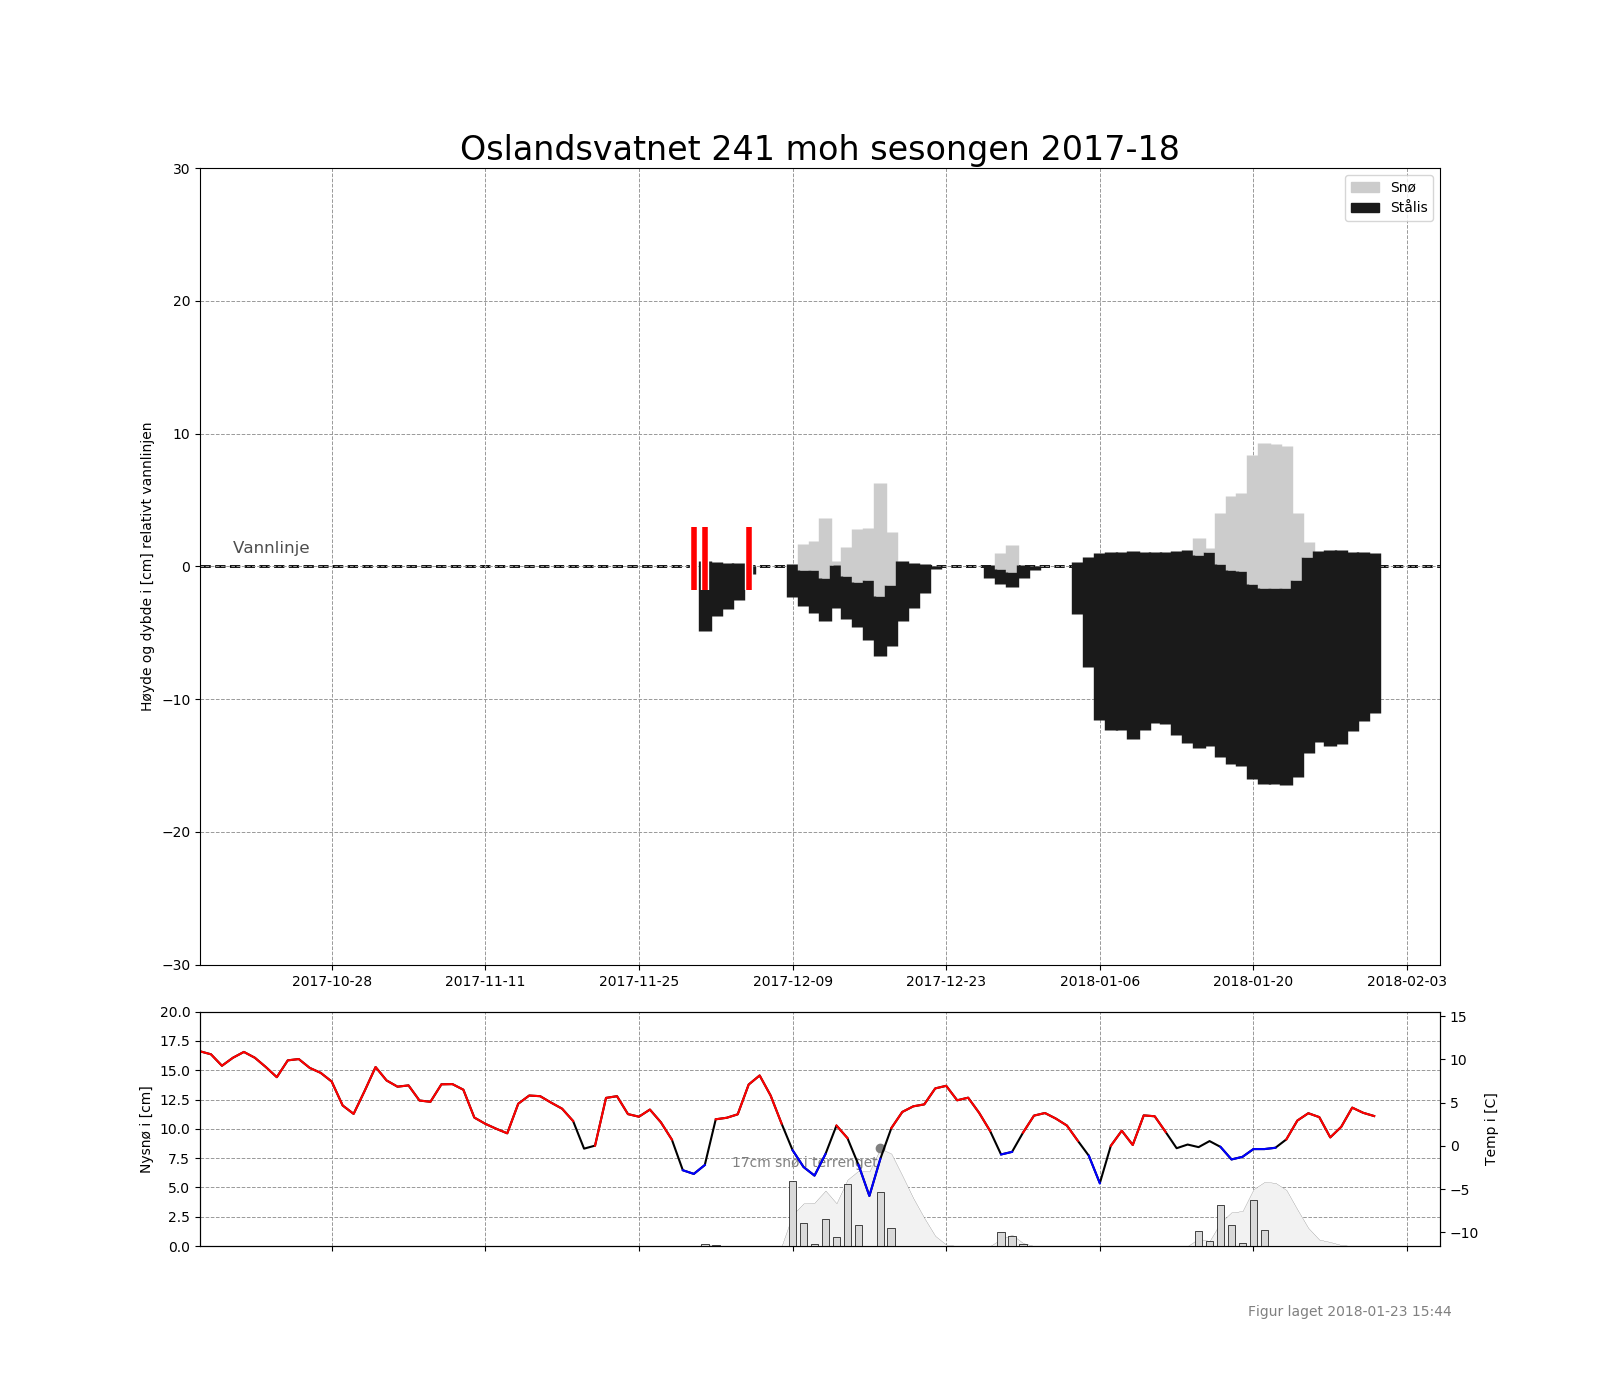 Oslandsvatnet 241 moh sesongen 2017-18
Snø
Stålis
30
20
10
0
−10
−20
−30
Høyde og dybde i [cm] relativt vannlinjen
Vannlinje
2017-10-28 2017-11-11 2017-11-25 2017-12-09 2017-12-23 2018-01-06 2018-01-20 2018-02-03
20.0
17.5
15.0
12.5
10.0
7.5
5.0
2.5
0.0
Nysnø i [cm]
17cm snø i terrenget
15
10
5
0
−5
−10
Temp i [C]
Figur laget 2018-01-23 15:44